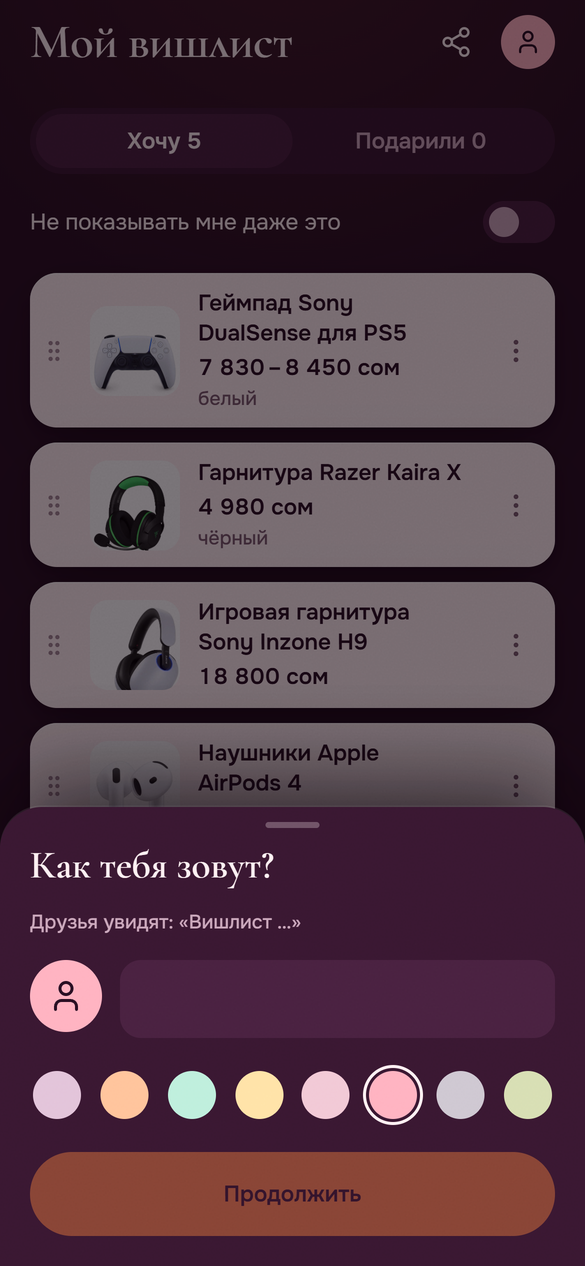 Мой вишлист
Хочу 5
Подарили 0
Не показывать мне даже это
Геймпад Sony
DualSense для PS5
7 830 – 8 450 сом
белый
Гарнитура Razer Kaira X
4 980 сом
чёрный
Игровая гарнитура
Sony Inzone H9
18 800 сом
Наушники Apple
AirPods 4
Как тебя зовут?
Друзья увидят: «Вишлист ...»
Продолжить